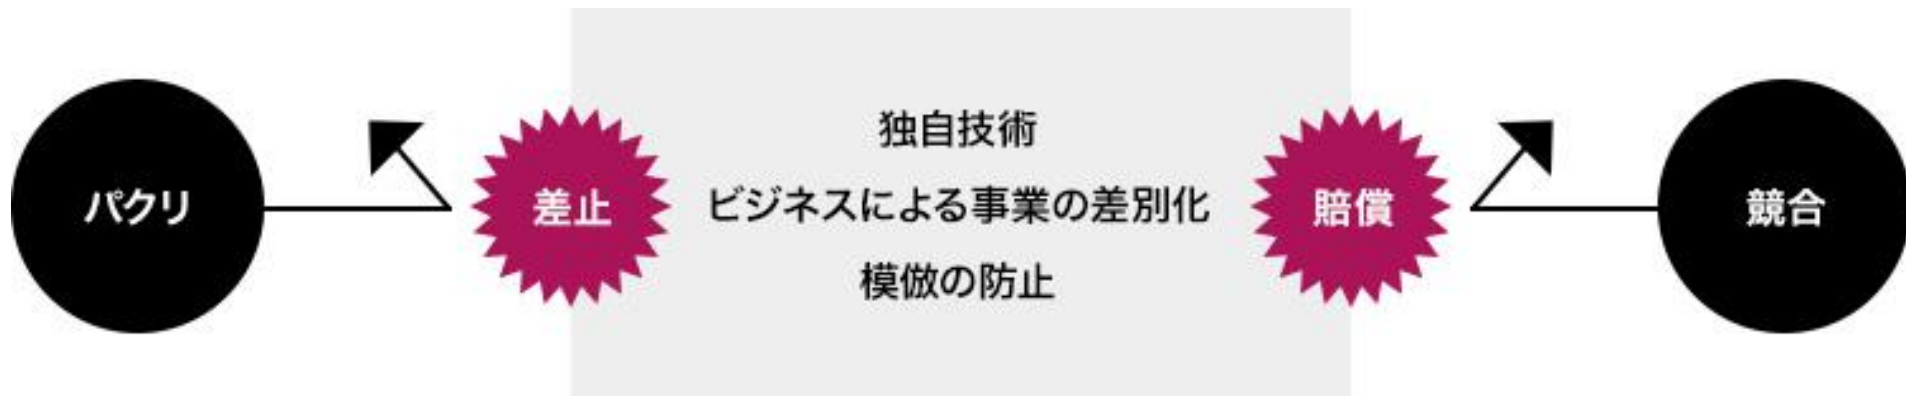 パクリ
差止
独自技術
ビジネスによる事業の差別化
模倣の防止
賠償
競合